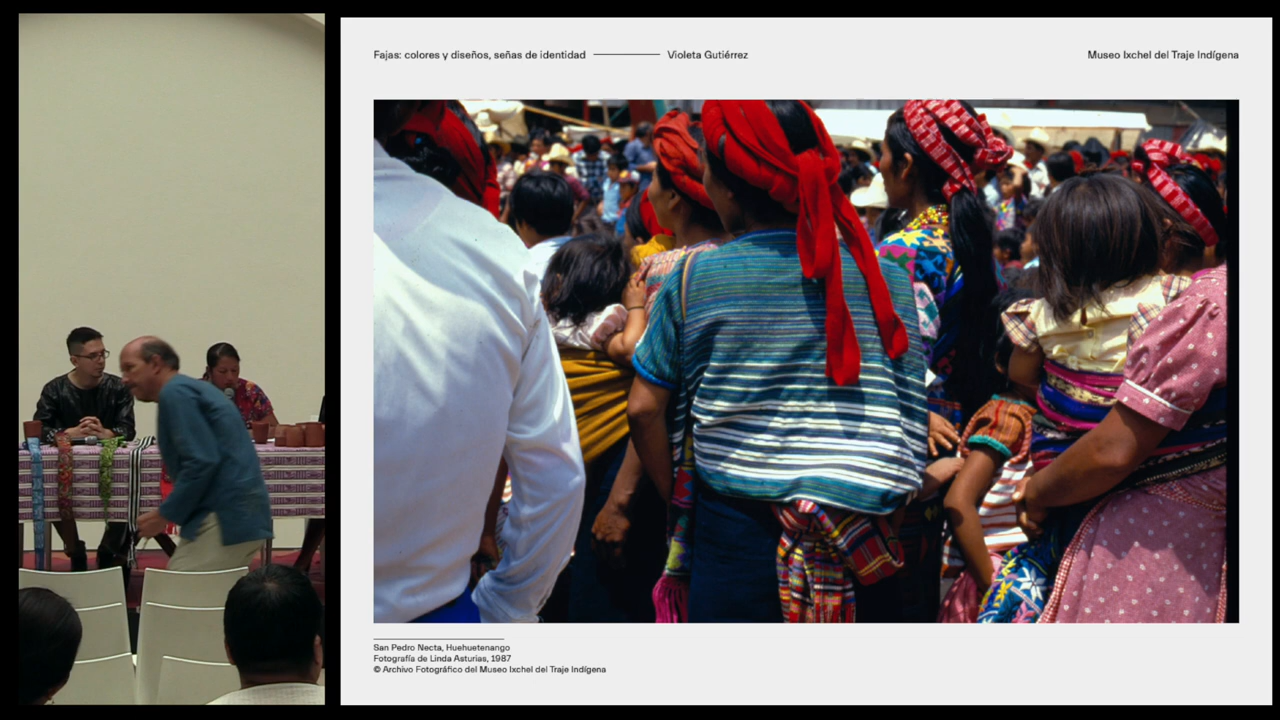 Fajas: colores y diseños, señas de identidad — Violeta Gutiérrez
Museo Ixchel del Traje Indígena
San Pedro Necta, Huehuetenango
Fotografía de Linda Asturias, 1987
© Archivo Fotográfico del Museo Ixchel del Traje Indígena